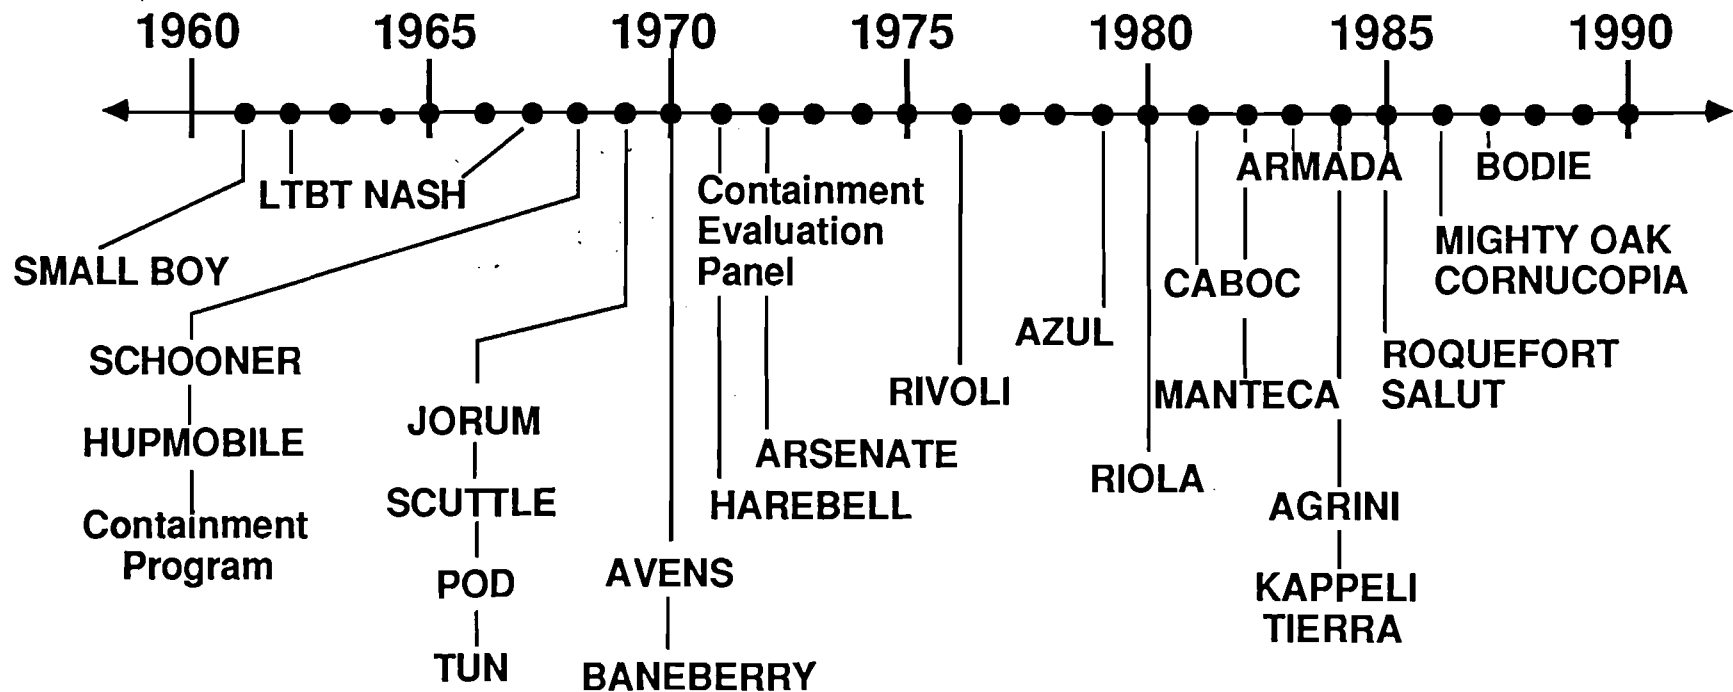 1960 1965 1970 1975 1980 1985 1990
LTBT NASH
SMALL BOY
SCHOONER
HUPMOBILE
Containment
Program
JORUM
SCUTTLE
POD
TUN
AVENS
BANEBERRY
Containment
Evaluation
Panel
ARSENATE
HAREBELL
RIVOLI
AZUL
RIOLA
CABOC
MANTECA
ARMADA
AGRINI
KAPPELI
TIERRA
ROQUEFORT
SALUT
MIGHTY OAK
CORNUCOPIA
BODIE